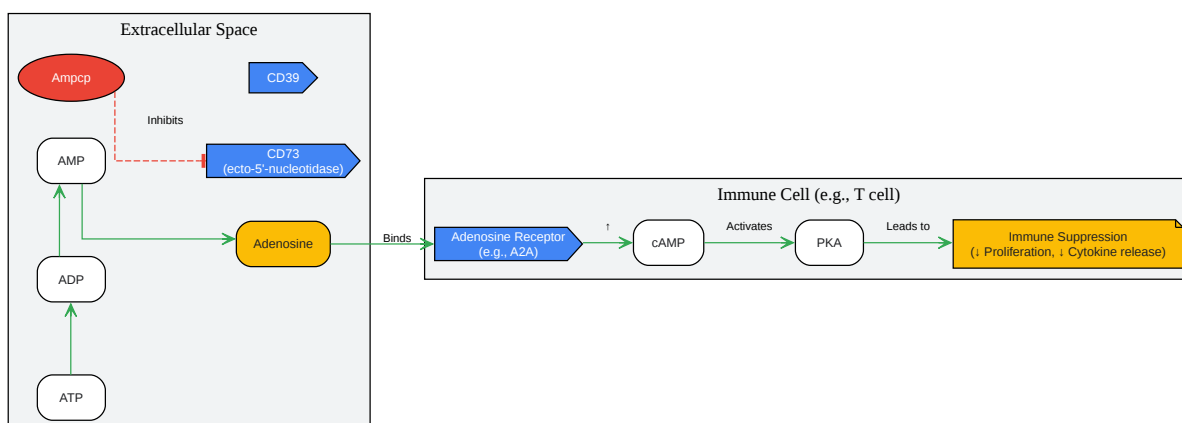 Extracellular Space
Ampcp
CD39
Inhibits
AMP
CD73
(ecto-5'-nucleotidase)
Adenosine
ADP
ATP
Binds
Immune Cell (e.g., T cell)
Adenosine Receptor
(e.g., A2A)
↑
cAMP
Activates
PKA
Leads to
Immune Suppression
(↓ Proliferation, ↓ Cytokine release)